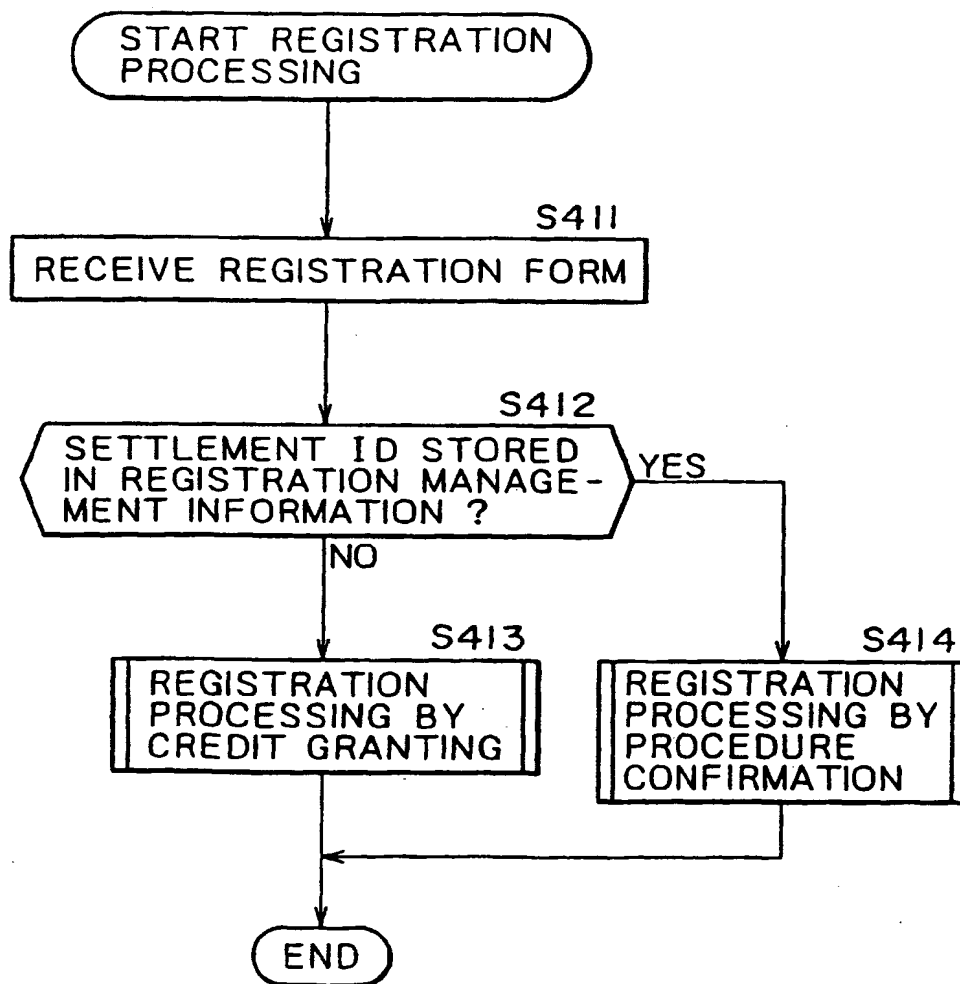 START REGISTRATION
PROCESSING
S411
RECEIVE REGISTRATION FORM
S412
SETTLEMENT ID STORED
IN REGISTRATION MANAGE-
MENT INFORMATION ?
YES
NO
S413
REGISTRATION
PROCESSING BY
CREDIT GRANTING
S414
REGISTRATION
PROCESSING BY
PROCEDURE
CONFIRMATION
END